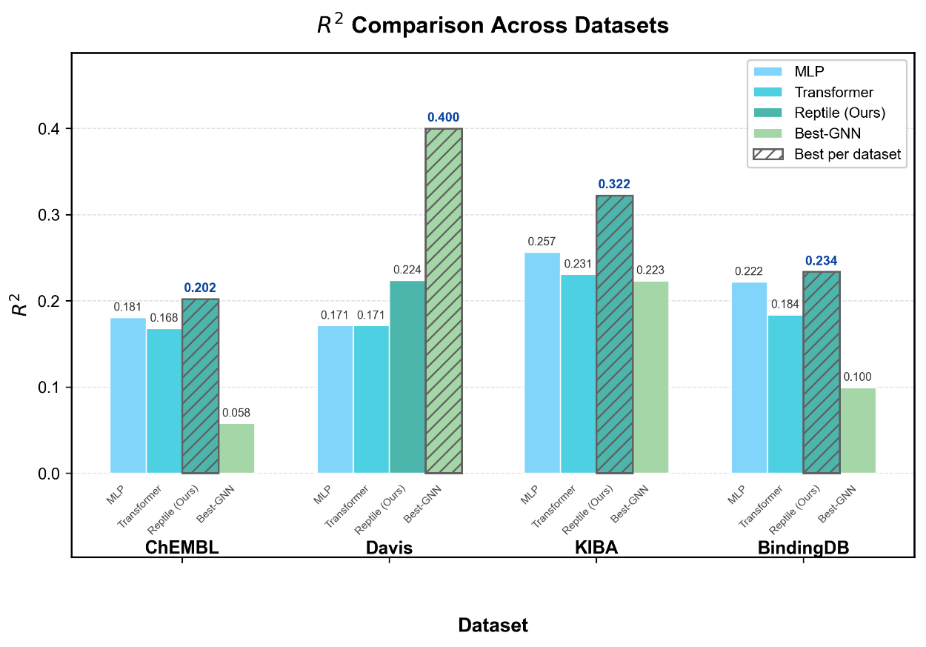 R² Comparison Across Datasets
MLP
Transformer
Reptile (Ours)
Best-GNN
Best per dataset
R²
0.4
0.3
0.2
0.1
0.0
0.181
0.168
0.202
0.058
0.171
0.171
0.224
0.400
0.257
0.231
0.322
0.223
0.222
0.184
0.234
0.100
MLP
Transformer
Reptile (Ours)
Best-GNN
MLP
Transformer
Reptile (Ours)
Best-GNN
MLP
Transformer
Reptile (Ours)
Best-GNN
MLP
Transformer
Reptile (Ours)
Best-GNN
ChEMBL
Davis
KIBA
BindingDB
Dataset